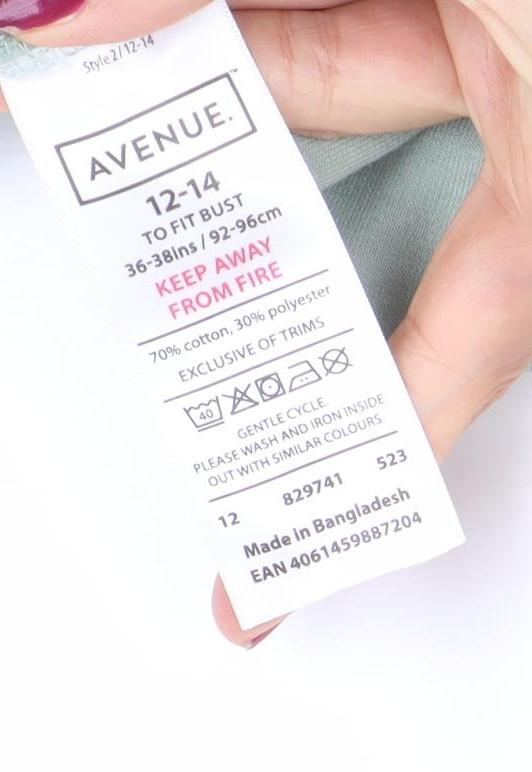 Style 2 / 12-14
AVENUE.™
12-14
TO FIT BUST
36-38ins / 92-96cm
KEEP AWAY
FROM FIRE
70% cotton, 30% polyester
EXCLUSIVE OF TRIMS
40
GENTLE CYCLE.
PLEASE WASH AND IRON INSIDE
OUT WITH SIMILAR COLOURS.
12 829741 523
Made in Bangladesh
EAN 4061459887204